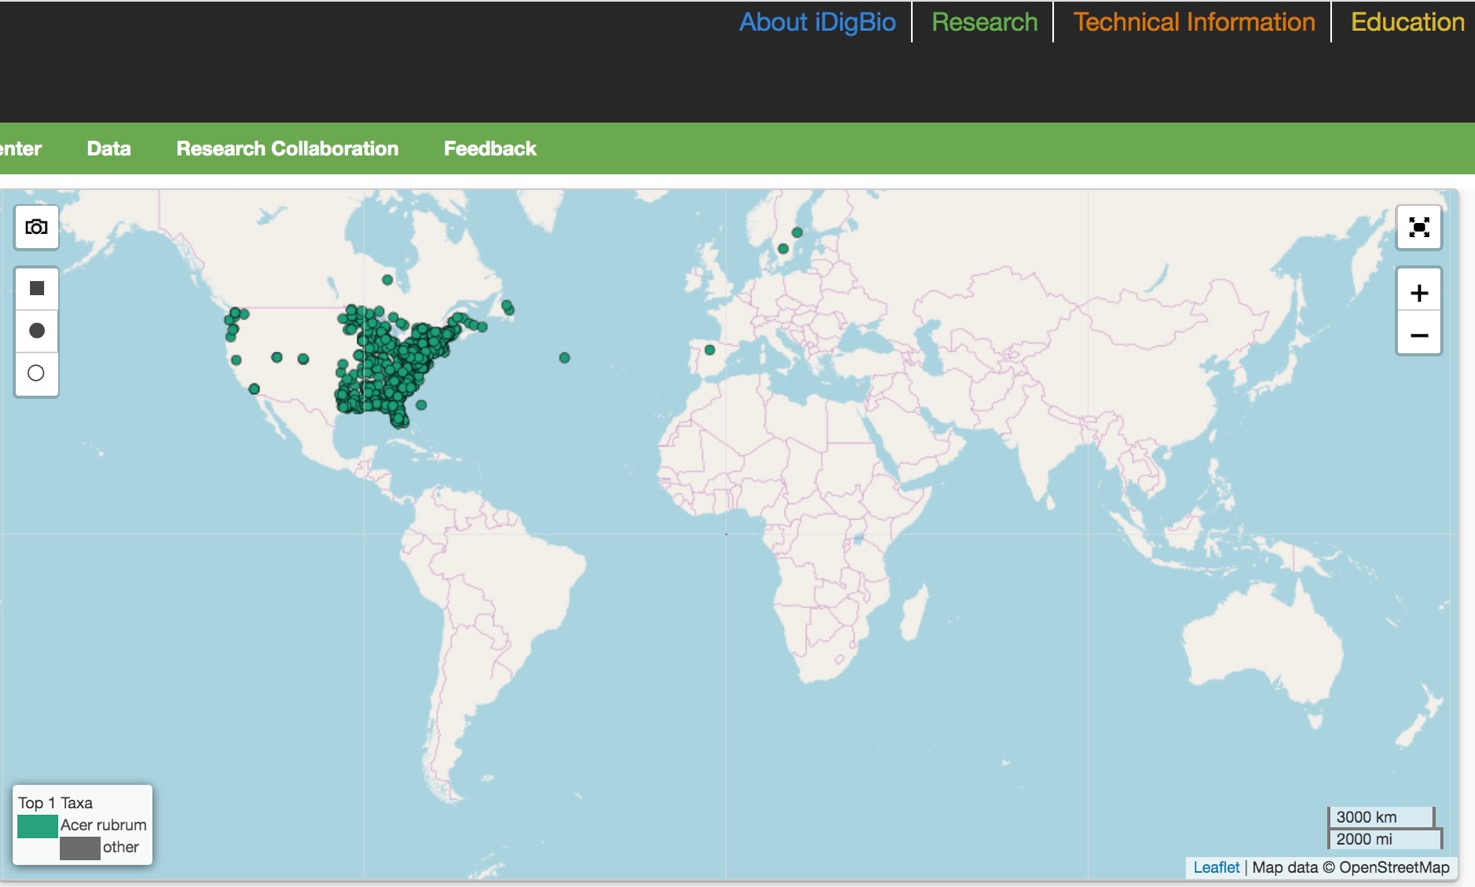 About iDigBio
Research
Technical Information
Education
enter
Data
Research Collaboration
Feedback
+
−
Top 1 Taxa
Acer rubrum
other
3000 km
2000 mi
Leaflet | Map data © OpenStreetMap